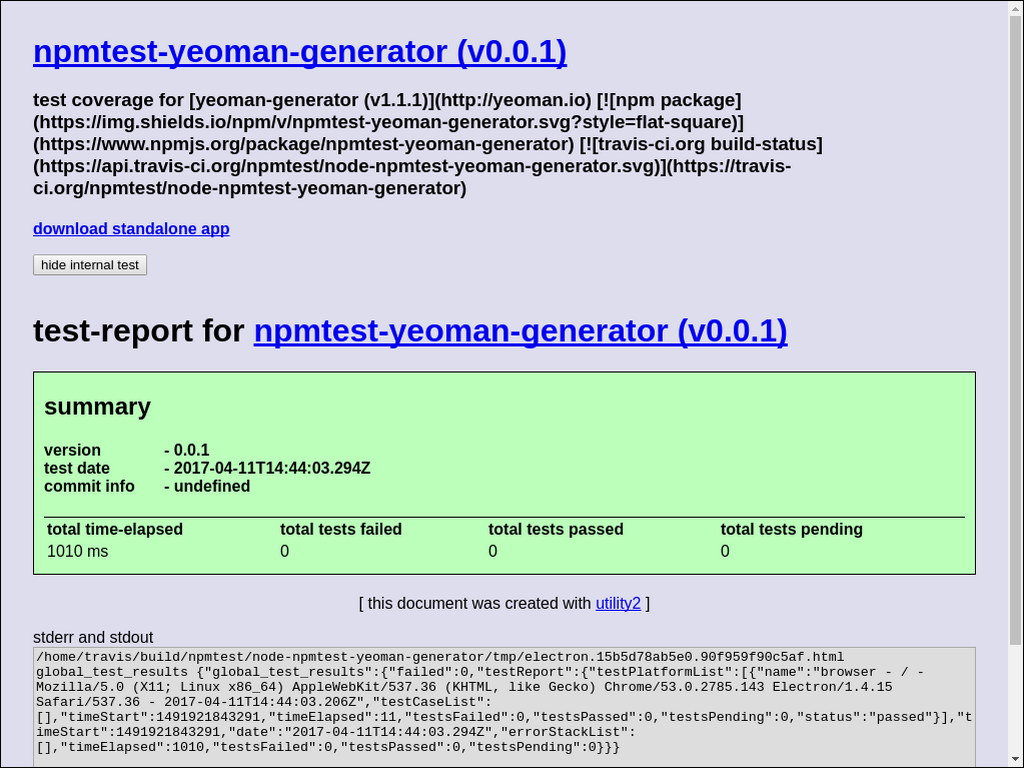 npmtest-yeoman-generator (v0.0.1)
test coverage for [yeoman-generator (v1.1.1)](http://yeoman.io) [![npm package]
(https://img.shields.io/npm/v/npmtest-yeoman-generator.svg?style=flat-square)]
(https://www.npmjs.org/package/npmtest-yeoman-generator) [![travis-ci.org build-status]
(https://api.travis-ci.org/npmtest/node-npmtest-yeoman-generator.svg)](https://travis-
ci.org/npmtest/node-npmtest-yeoman-generator)
download standalone app
hide internal test
test-report for npmtest-yeoman-generator (v0.0.1)
summary
version - 0.0.1
test date - 2017-04-11T14:44:03.294Z
commit info - undefined
total time-elapsed total tests failed total tests passed total tests pending
1010 ms 0 0 0
[ this document was created with utility2 ]
stderr and stdout
/home/travis/build/npmtest/node-npmtest-yeoman-generator/tmp/electron.15b5d78ab5e0.90f959f90c5af.html
global_test_results {"global_test_results":{"failed":0,"testReport":{"testPlatformList":[{"name":"browser - / -
Mozilla/5.0 (X11; Linux x86_64) AppleWebKit/537.36 (KHTML, like Gecko) Chrome/53.0.2785.143 Electron/1.4.15
Safari/537.36 - 2017-04-11T14:44:03.206Z","testCaseList":
[],"timeStart":1491921843291,"timeElapsed":11,"testsFailed":0,"testsPassed":0,"testsPending":0,"status":"passed"}],"t
imeStart":1491921843291,"date":"2017-04-11T14:44:03.294Z","errorStackList":
[],"timeElapsed":1010,"testsFailed":0,"testsPassed":0,"testsPending":0}}}